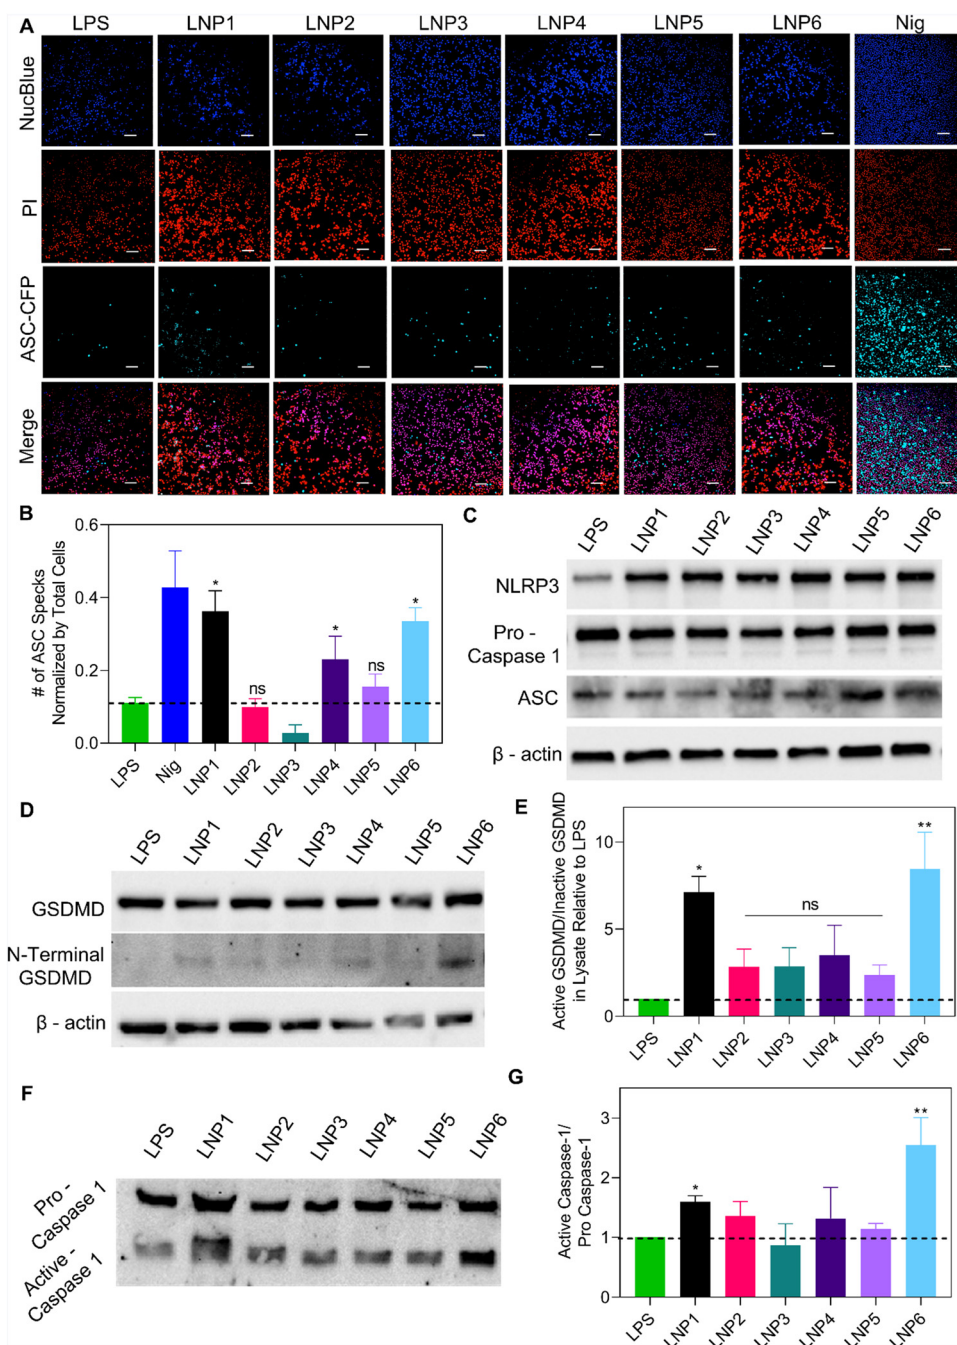 A
LPS LNP1 LNP2 LNP3 LNP4 LNP5 LNP6 Nig
NucBlue
PI
ASC-CFP
Merge
B
# of ASC Specks
Normalized by Total Cells
0.6
0.4
0.2
0.0
* ns * ns *
LPS Nig LNP1 LNP2 LNP3 LNP4 LNP5 LNP6
C
LPS LNP1 LNP2 LNP3 LNP4 LNP5 LNP6
NLRP3
Pro -
Caspase 1
ASC
β - actin
D
LPS LNP1 LNP2 LNP3 LNP4 LNP5 LNP6
GSDMD
N-Terminal
GSDMD
β - actin
E
Active GSDMD/Inactive GSDMD
in Lysate Relative to LPS
10
5
0
* ns **
LPS LNP1 LNP2 LNP3 LNP4 LNP5 LNP6
F
LPS LNP1 LNP2 LNP3 LNP4 LNP5 LNP6
Pro -
Caspase 1
Active -
Caspase 1
G
Active Caspase-1/
Pro Caspase-1
3
2
1
0
* **
LPS LNP1 LNP2 LNP3 LNP4 LNP5 LNP6